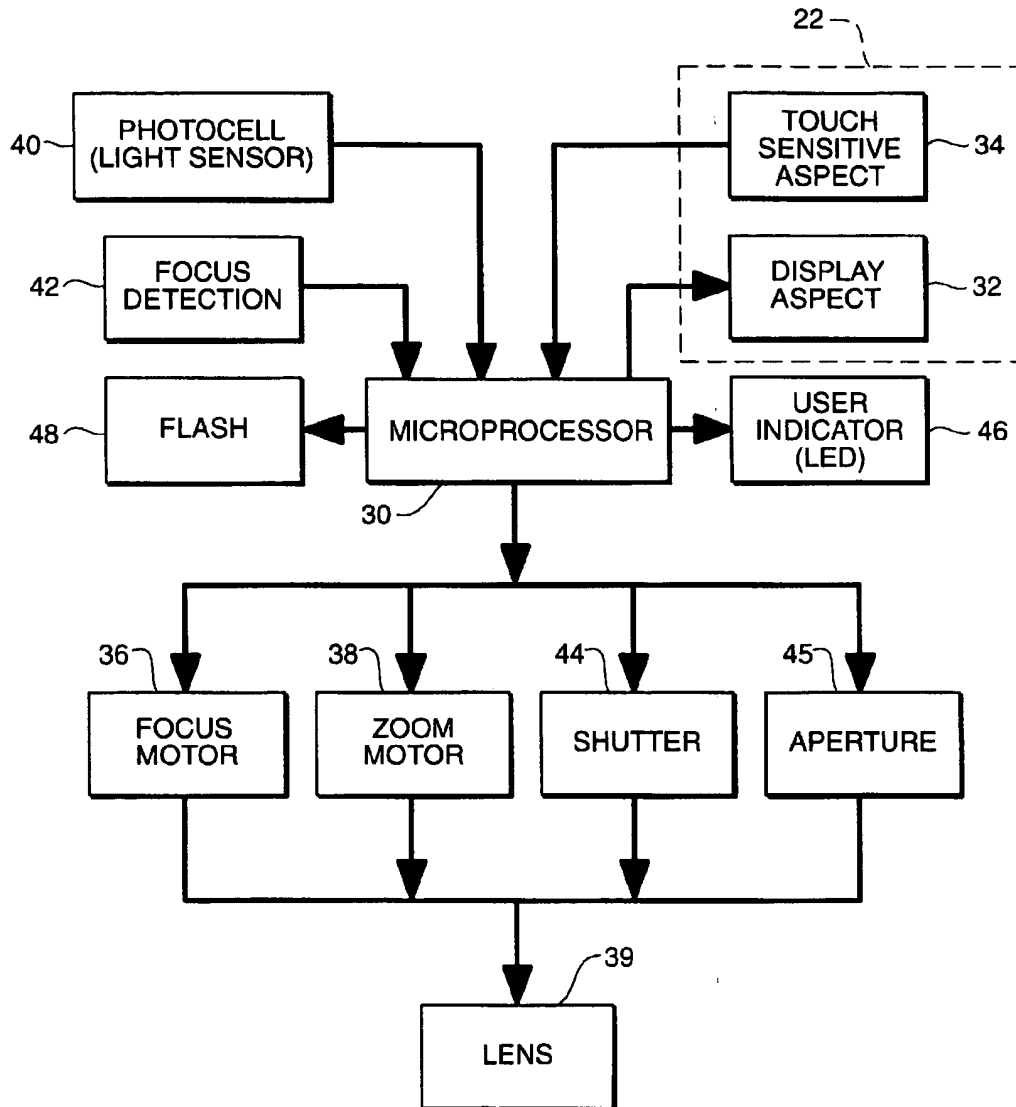 22
PHOTOCELL
(LIGHT SENSOR)
40
TOUCH
SENSITIVE
ASPECT
34
FOCUS
DETECTION
42
DISPLAY
ASPECT
32
FLASH
48
MICROPROCESSOR
30
USER
INDICATOR
(LED)
46
36
FOCUS
MOTOR
38
ZOOM
MOTOR
44
SHUTTER
45
APERTURE
39
LENS